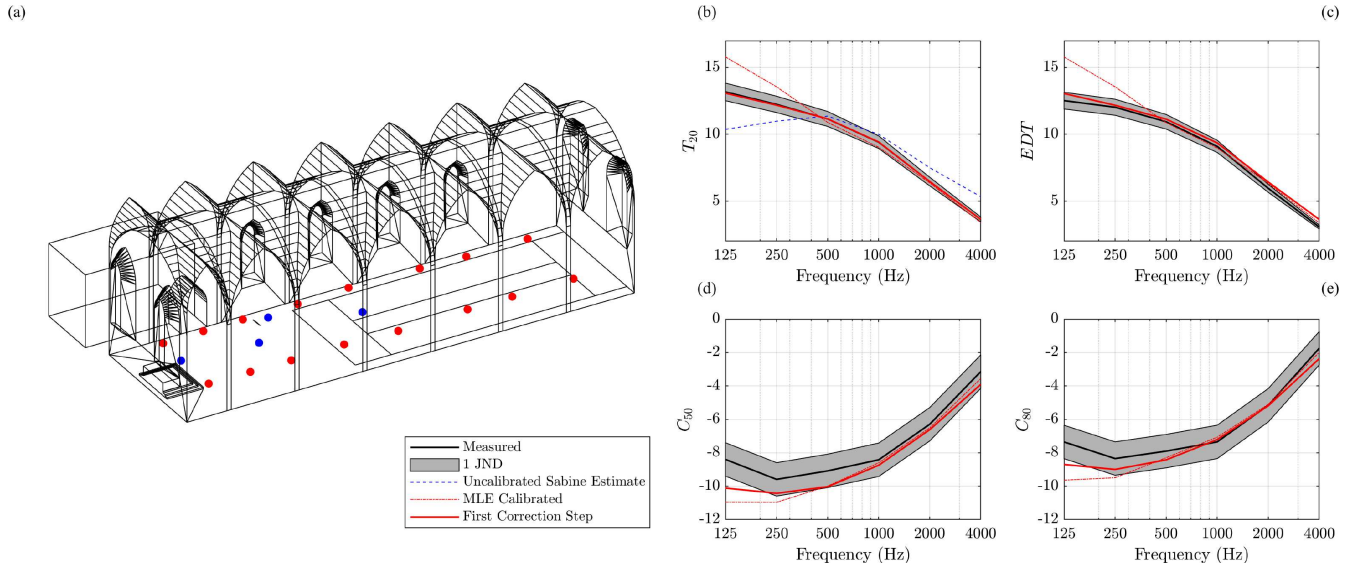 (a)
(b)
(c)
15
10
5
T20
125 250 500 1000 2000 4000
Frequency (Hz)
15
10
5
EDT
125 250 500 1000 2000 4000
Frequency (Hz)
(d)
(e)
0
-2
-4
-6
-8
-10
-12
C50
125 250 500 1000 2000 4000
Frequency (Hz)
0
-2
-4
-6
-8
-10
-12
C80
125 250 500 1000 2000 4000
Frequency (Hz)
Measured
1 JND
Uncalibrated Sabine Estimate
MLE Calibrated
First Correction Step